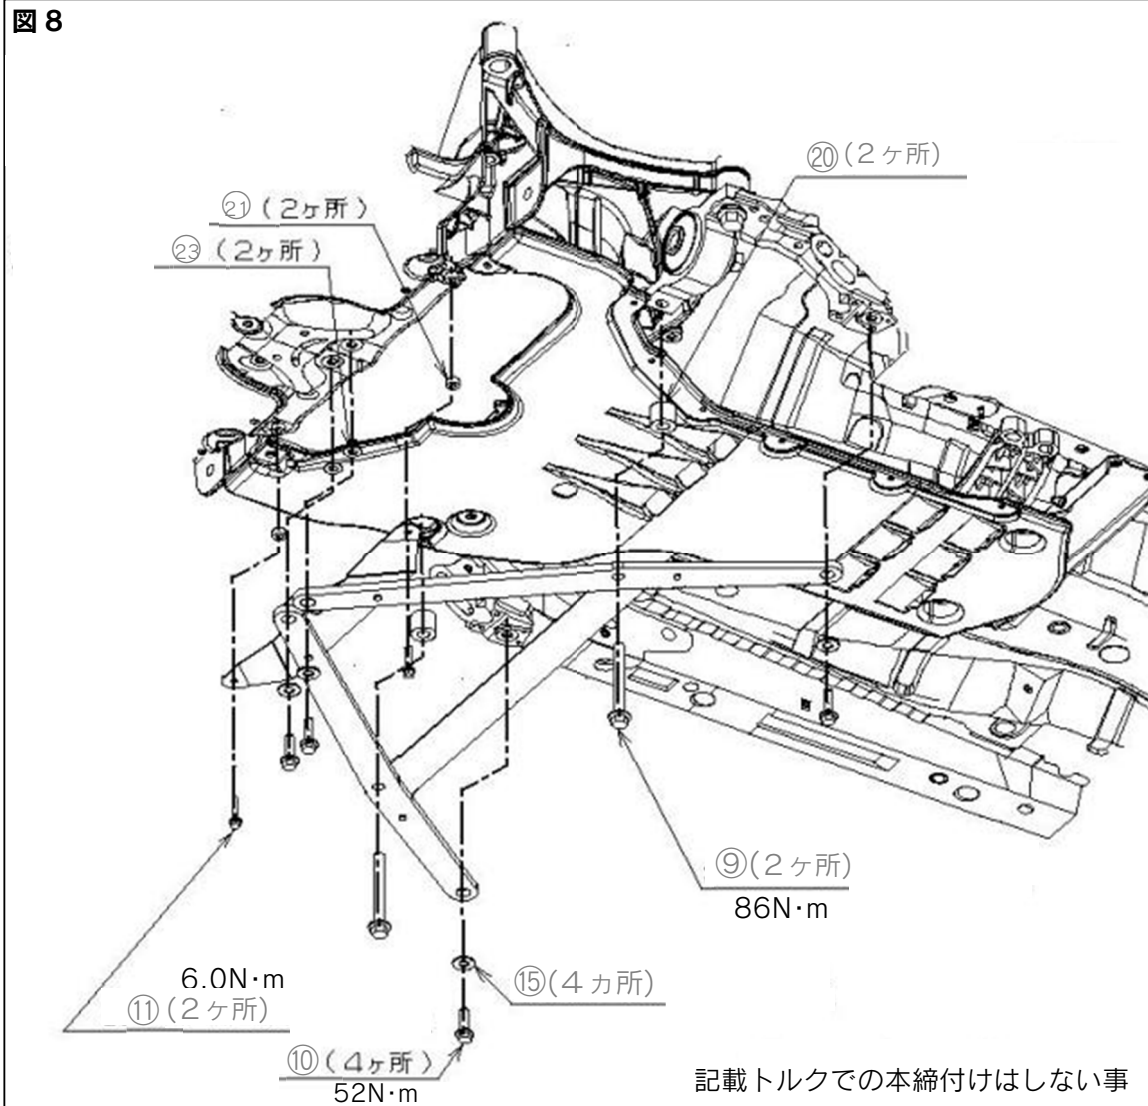 図8
⑳(2ヶ所)
㉑(2ヶ所)
㉓(2ヶ所)
⑨(2ヶ所)
86N・m
6.0N・m
⑪(2ヶ所)
⑮(4カ所)
⑩(4ヶ所)
52N・m
記載トルクでの本締付けはしない事